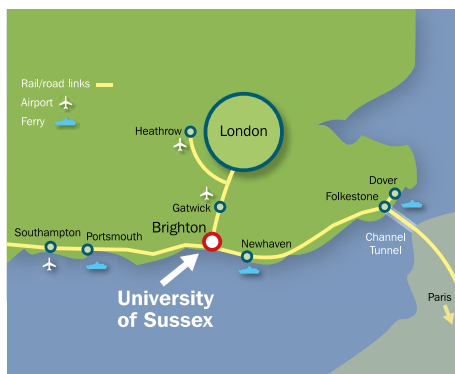 Rail/road links
Airport
Ferry
Heathrow
London
Gatwick
Dover
Folkestone
Brighton
Southampton
Portsmouth
Newhaven
Channel
Tunnel
University
of Sussex
Paris